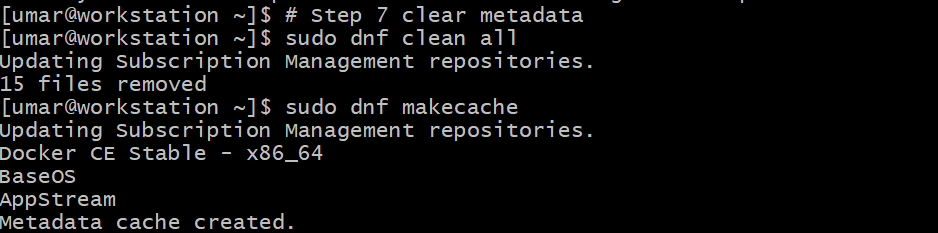 [umar@workstation ~]$ # Step 7 clear metadata
[umar@workstation ~]$ sudo dnf clean all
Updating Subscription Management repositories.
15 files removed
[umar@workstation ~]$ sudo dnf makecache
Updating Subscription Management repositories.
Docker CE Stable - x86_64
BaseOS
AppStream
Metadata cache created.